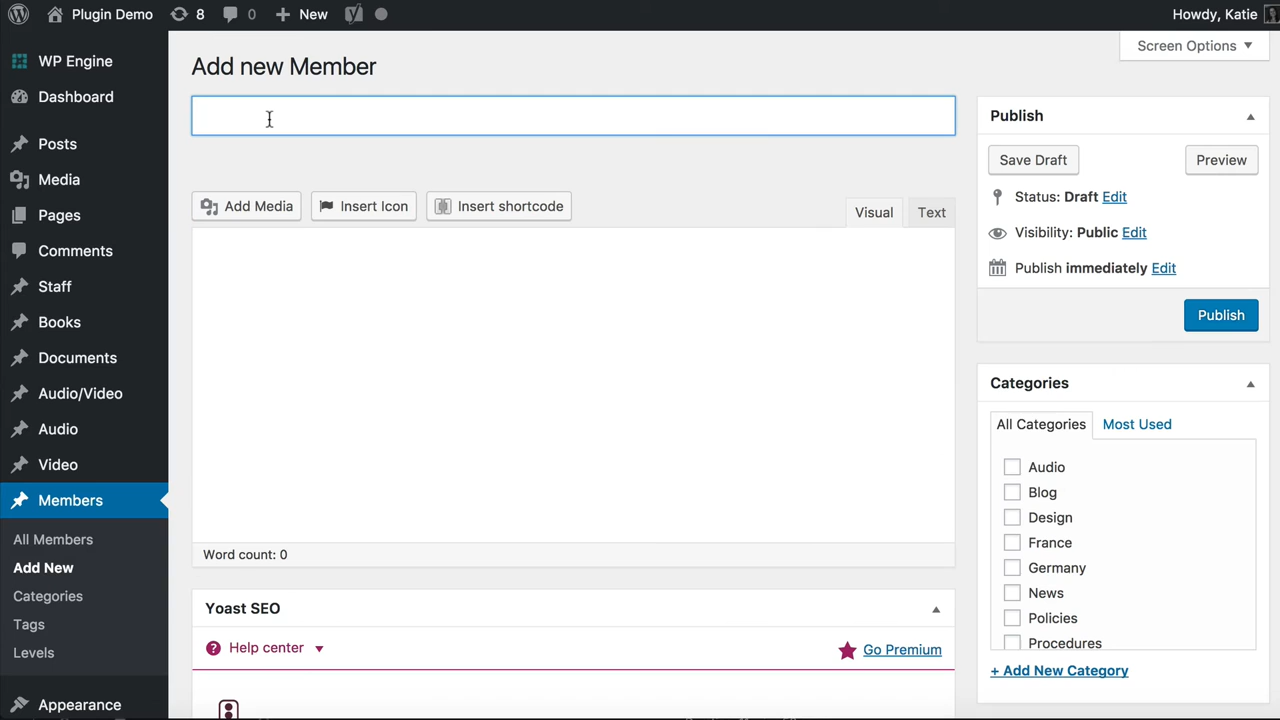 Plugin Demo 8 0 New Howdy, Katie
Screen Options
WP Engine
Dashboard
Posts
Media
Pages
Comments
Staff
Books
Documents
Audio/Video
Audio
Video
Members
All Members
Add New
Categories
Tags
Levels
Appearance
Add new Member
Add Media Insert Icon Insert shortcode
Visual Text
Word count: 0
Yoast SEO
Help center
Go Premium
Publish
Save Draft Preview
Status: Draft Edit
Visibility: Public Edit
Publish immediately Edit
Publish
Categories
All Categories Most Used
Audio
Blog
Design
France
Germany
News
Policies
Procedures
+ Add New Category